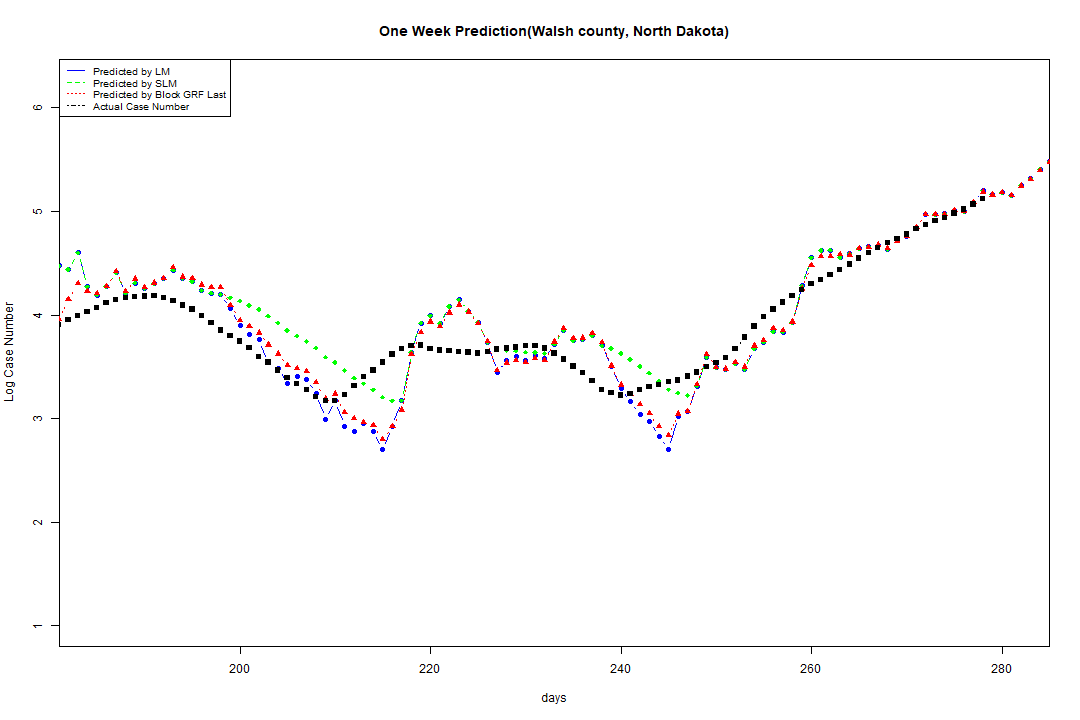 One Week Prediction(Walsh county, North Dakota)
Predicted by LM
Predicted by SLM
Predicted by Block GRF Last
Actual Case Number
6
5
4
3
2
1
Log Case Number
200 220 240 260 280
days